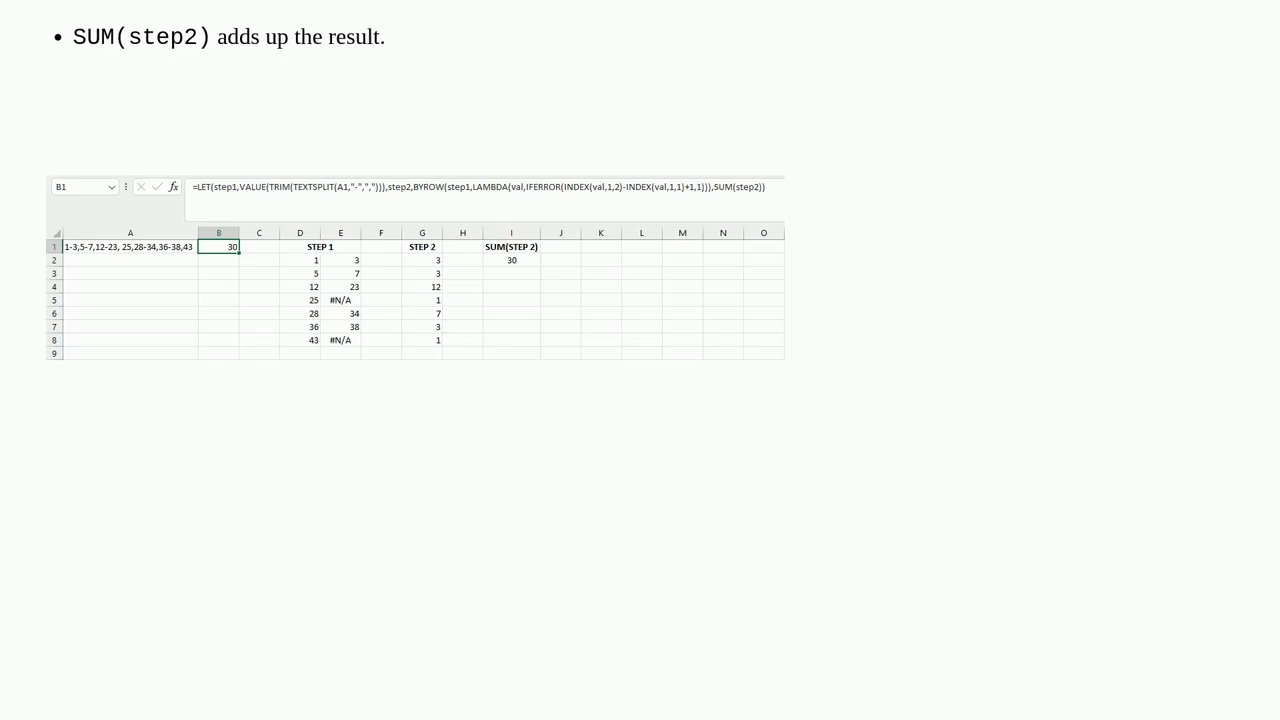 • SUM(step2) adds up the result.
B1 fx =LET(step1,VALUE(TRIM(TEXTSPLIT(A1,"-",","))),step2,BYROW(step1,LAMBDA(val,IFERROR(INDEX(val,1,2)-INDEX(val,1,1)+1,1))),SUM(step2))
A B C D E F G H I J K L M N O
1 1-3,5-7,12-23, 25,28-34,36-38,43 30 STEP 1 STEP 2 SUM(STEP 2)
2 1 3 3 30
3 5 7 3
4 12 23 12
5 25 #N/A 1
6 28 34 7
7 36 38 3
8 43 #N/A 1
9